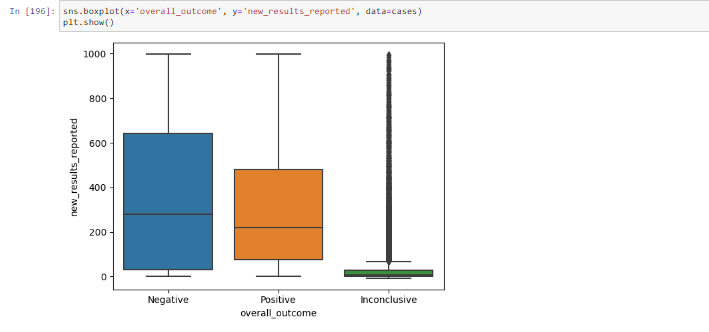 In [196]: sns.boxplot(x='overall_outcome', y='new_results_reported', data=cases)
plt.show()
1000
800
600
400
200
0
new_results_reported
Negative Positive Inconclusive
overall_outcome